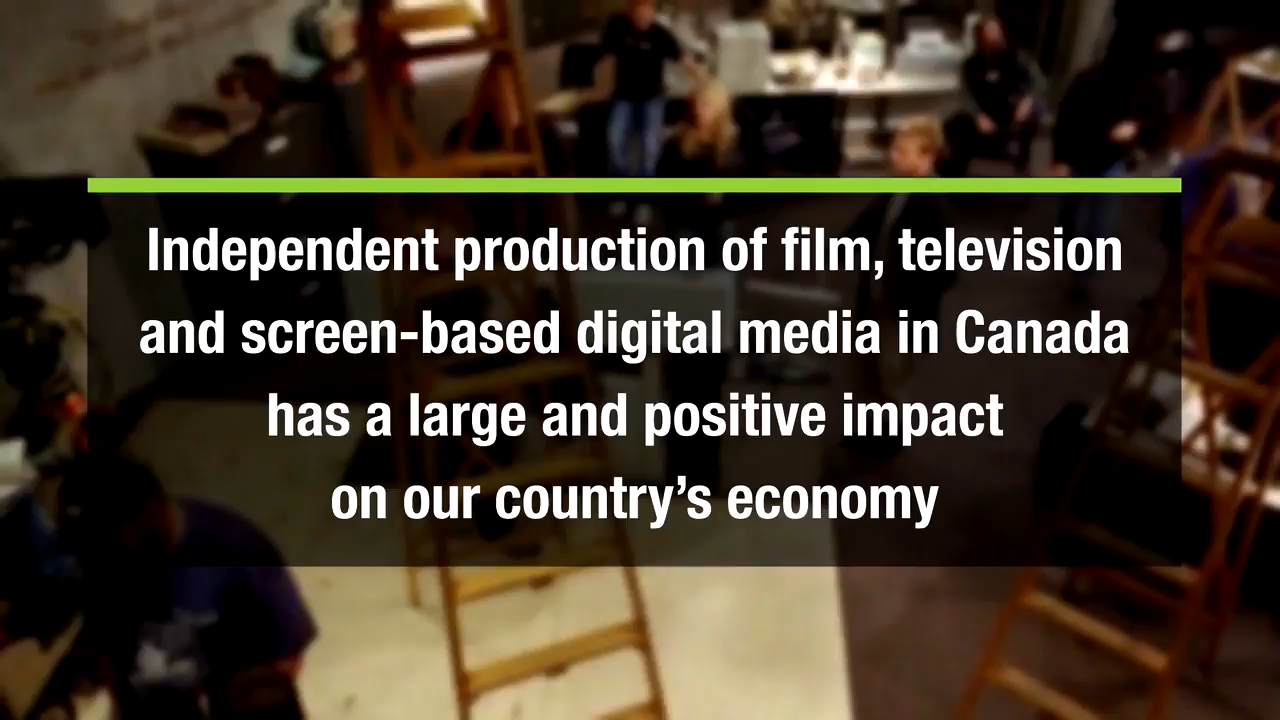 Independent production of film, television
and screen-based digital media in Canada
has a large and positive impact
on our country’s economy